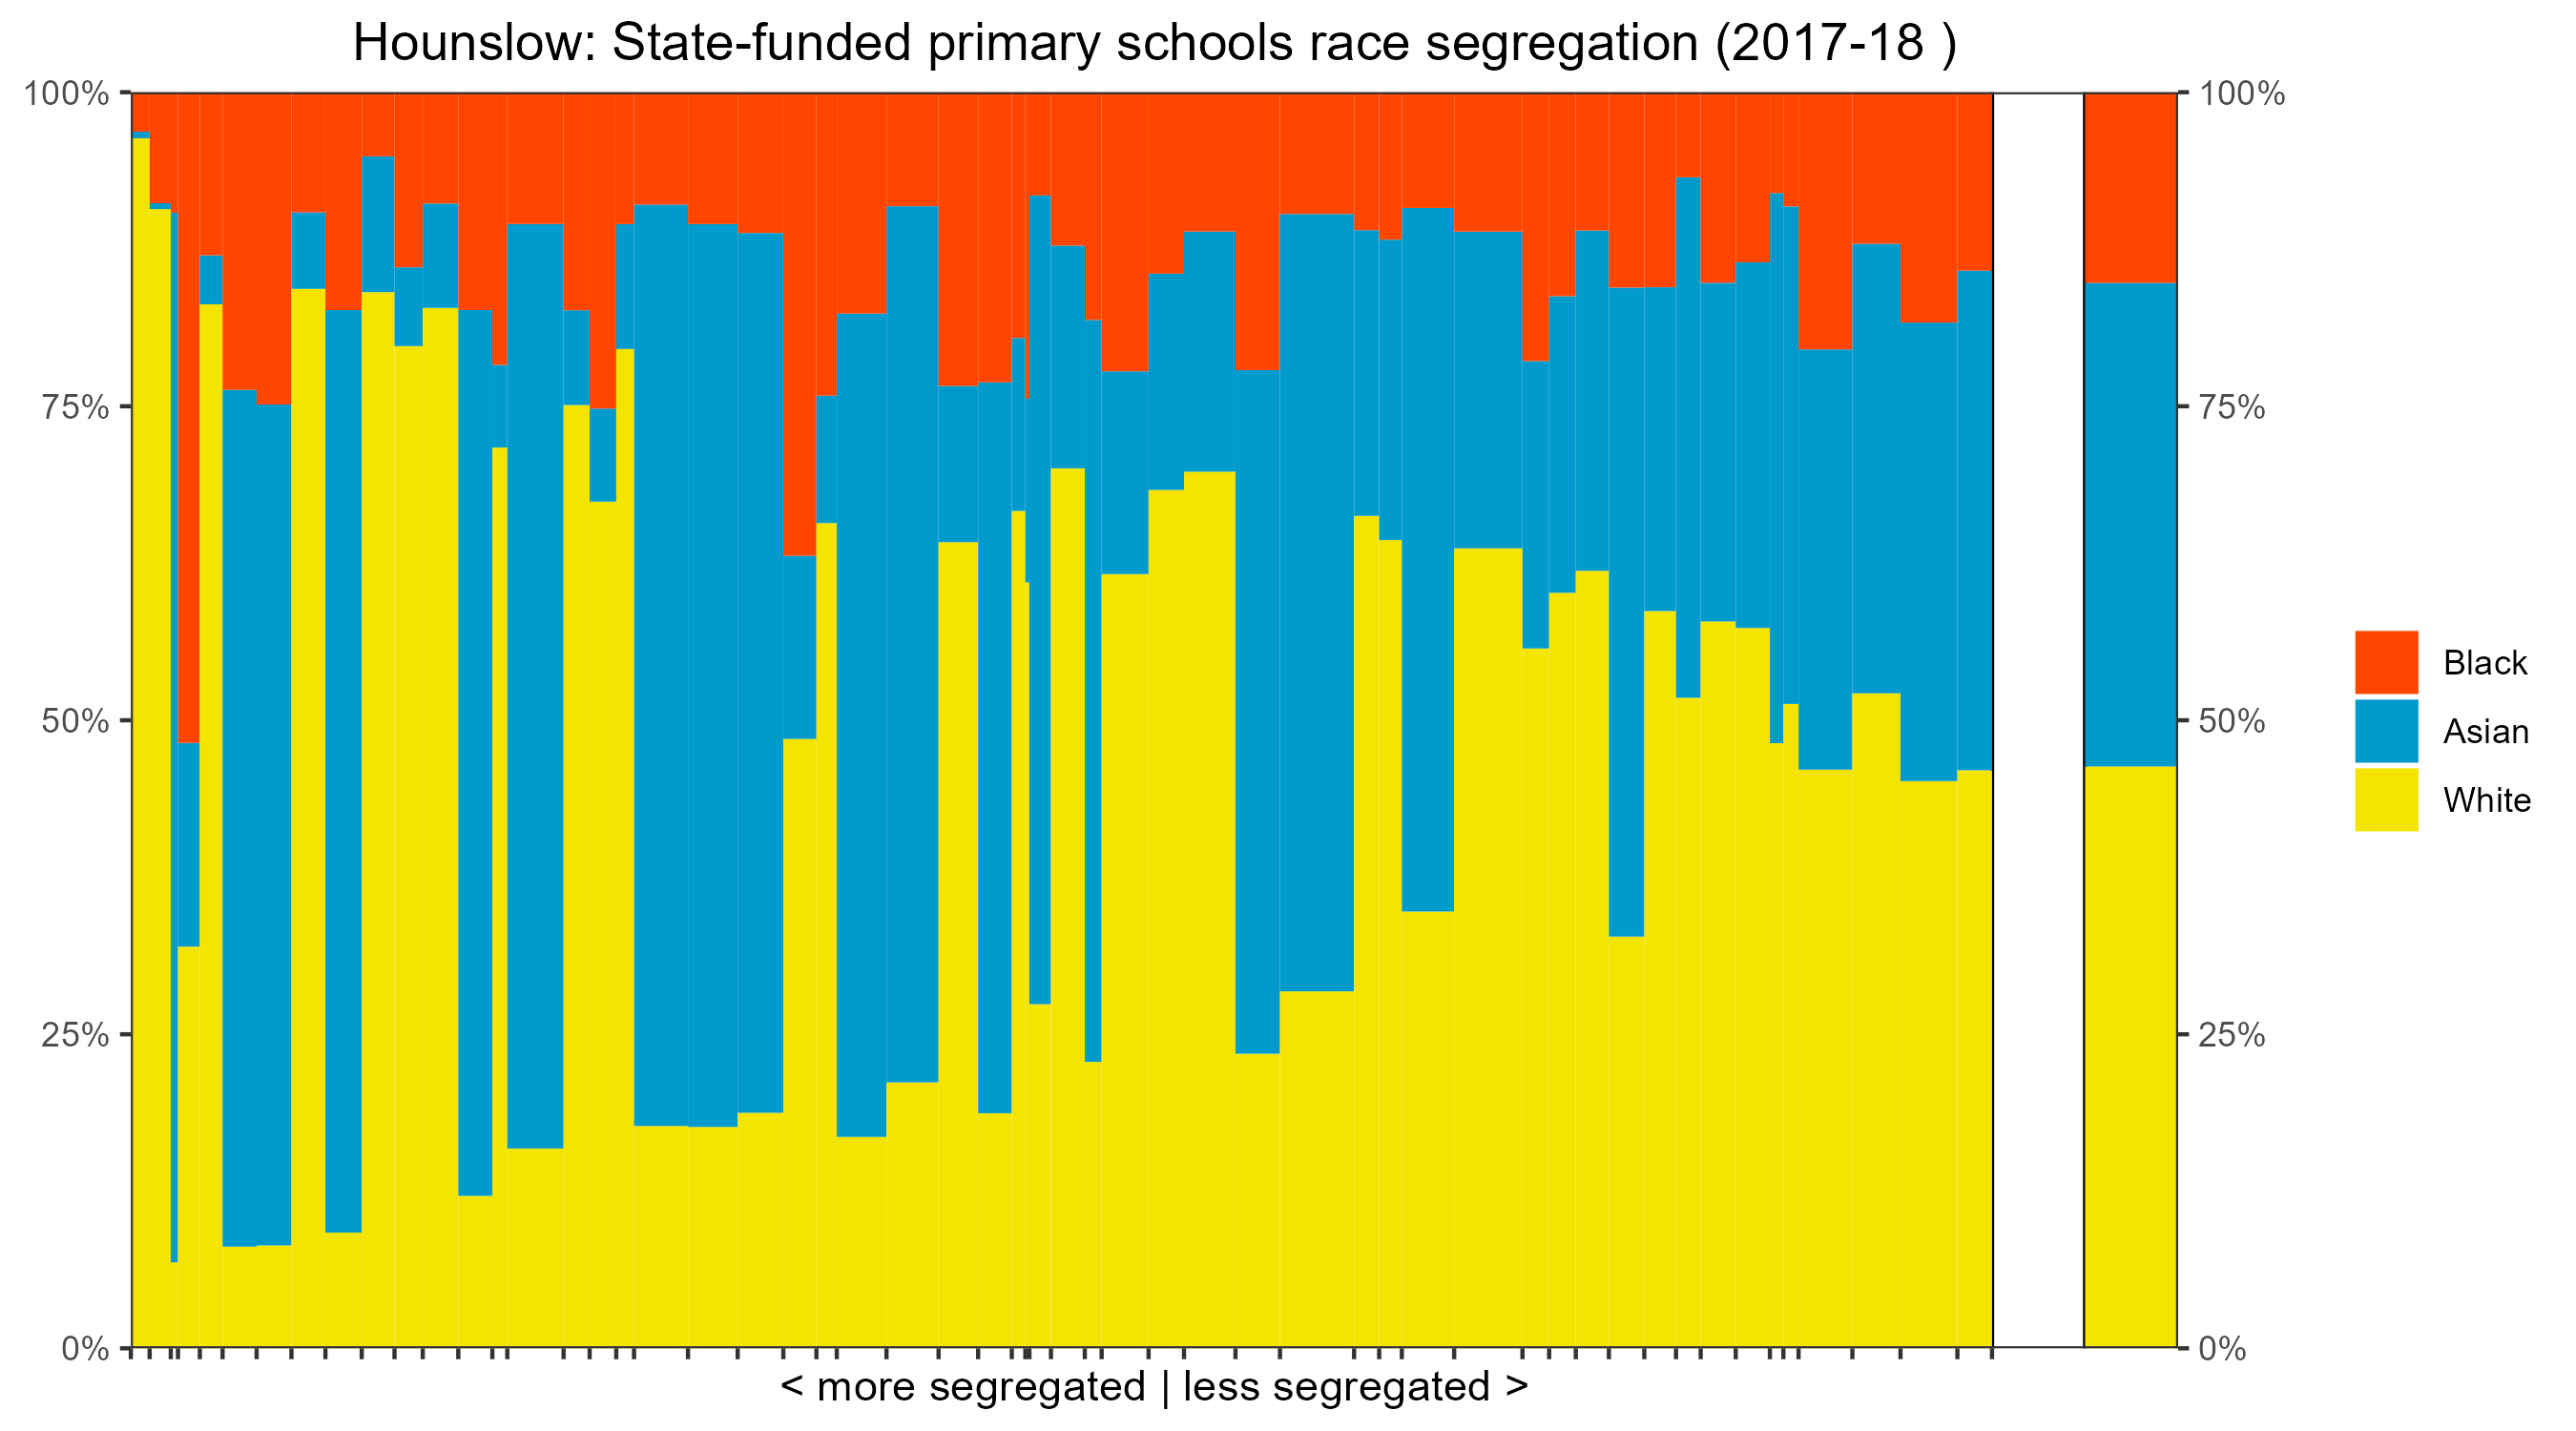 Hounslow: State-funded primary schools race segregation (2017-18 )
100%
100%
75%
75%
50%
50%
25%
25%
0%
0%
Black
Asian
White
< more segregated | less segregated >